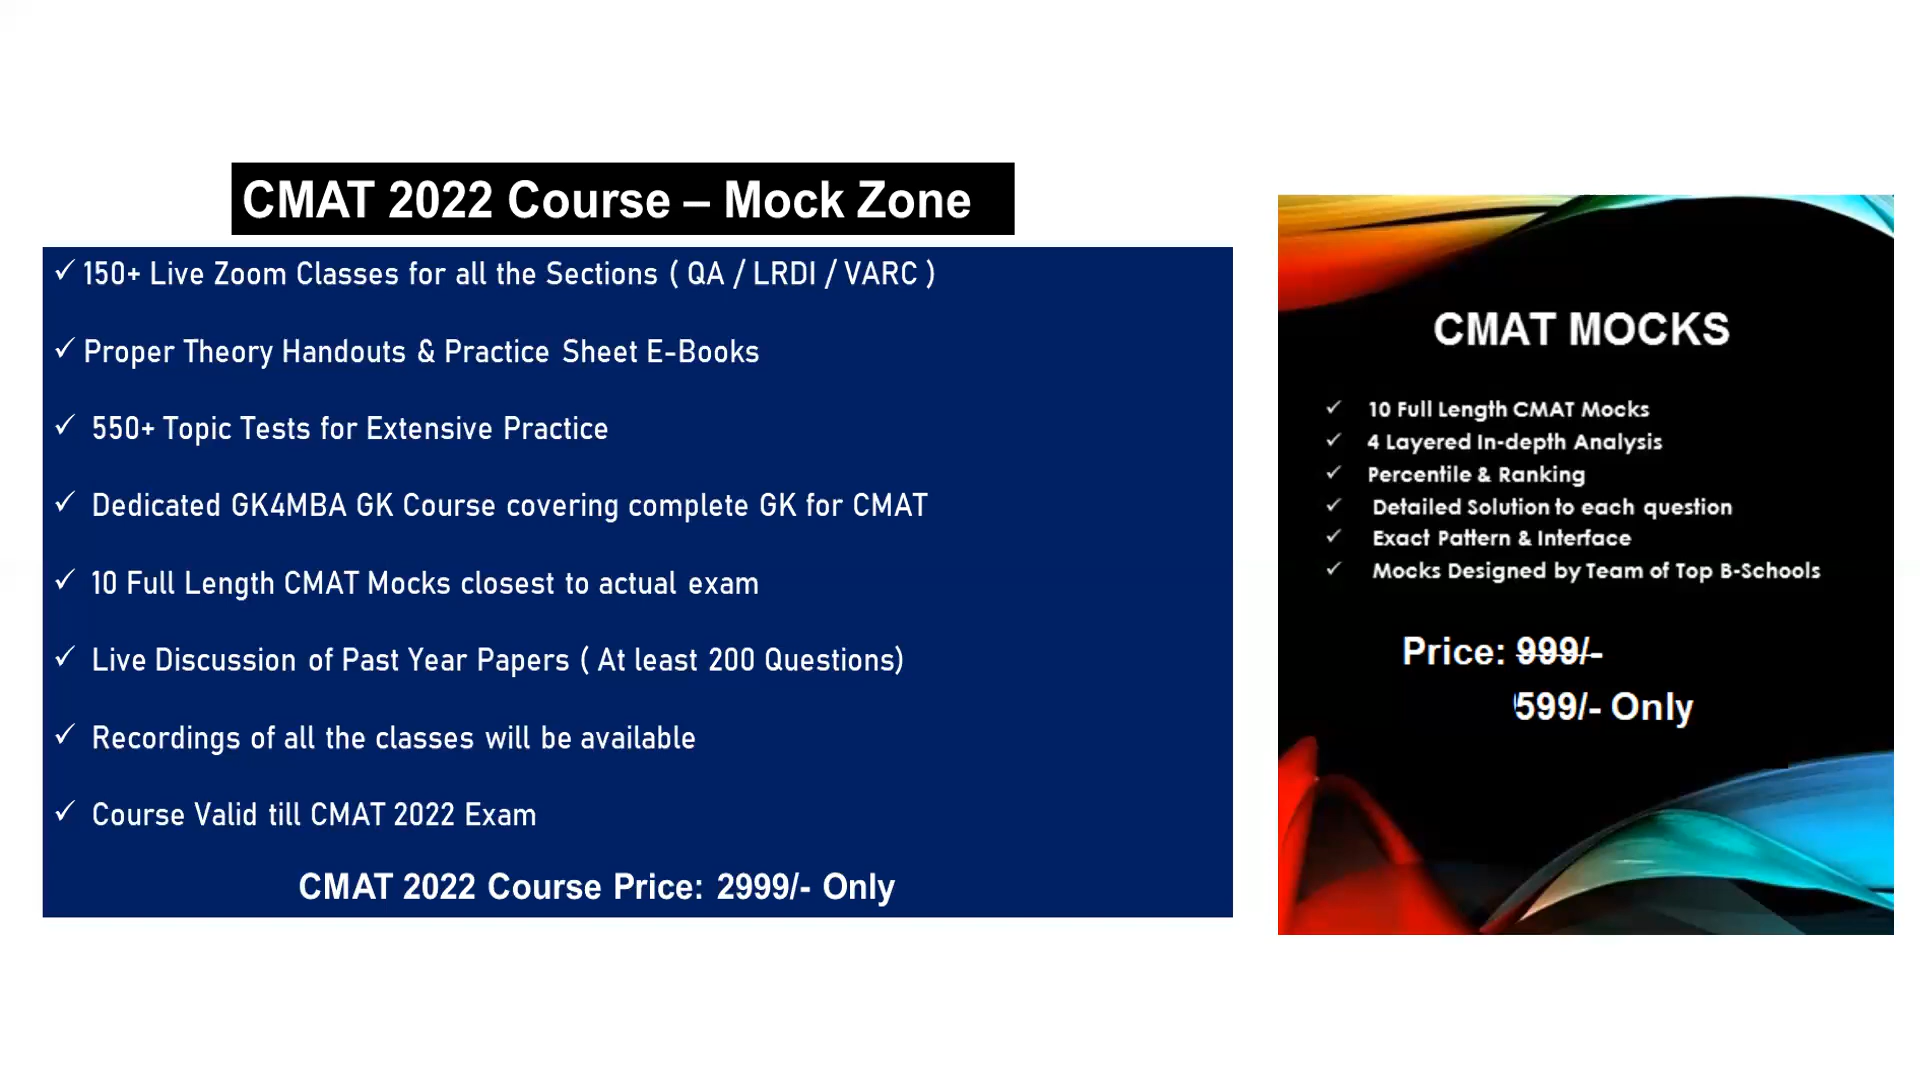 CMAT 2022 Course – Mock Zone
✓ 150+ Live Zoom Classes for all the Sections ( QA / LRDI / VARC )
✓ Proper Theory Handouts & Practice Sheet E-Books
✓ 550+ Topic Tests for Extensive Practice
✓ Dedicated GK4MBA GK Course covering complete GK for CMAT
✓ 10 Full Length CMAT Mocks closest to actual exam
✓ Live Discussion of Past Year Papers ( At least 200 Questions)
✓ Recordings of all the classes will be available
✓ Course Valid till CMAT 2022 Exam
CMAT 2022 Course Price: 2999/- Only
CMAT MOCKS
✓ 10 Full Length CMAT Mocks
✓ 4 Layered In-depth Analysis
✓ Percentile & Ranking
✓ Detailed Solution to each question
✓ Exact Pattern & Interface
✓ Mocks Designed by Team of Top B-Schools
Price: 999/-
599/- Only